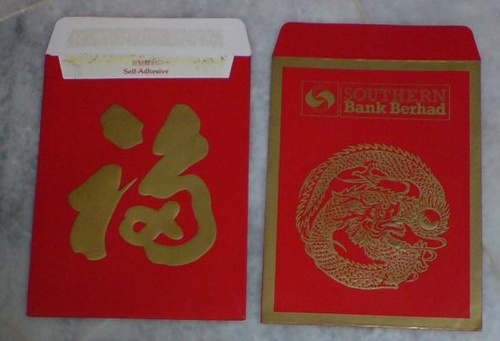 Self-Adhesive
福
SOUTHERN
Bank Berhad